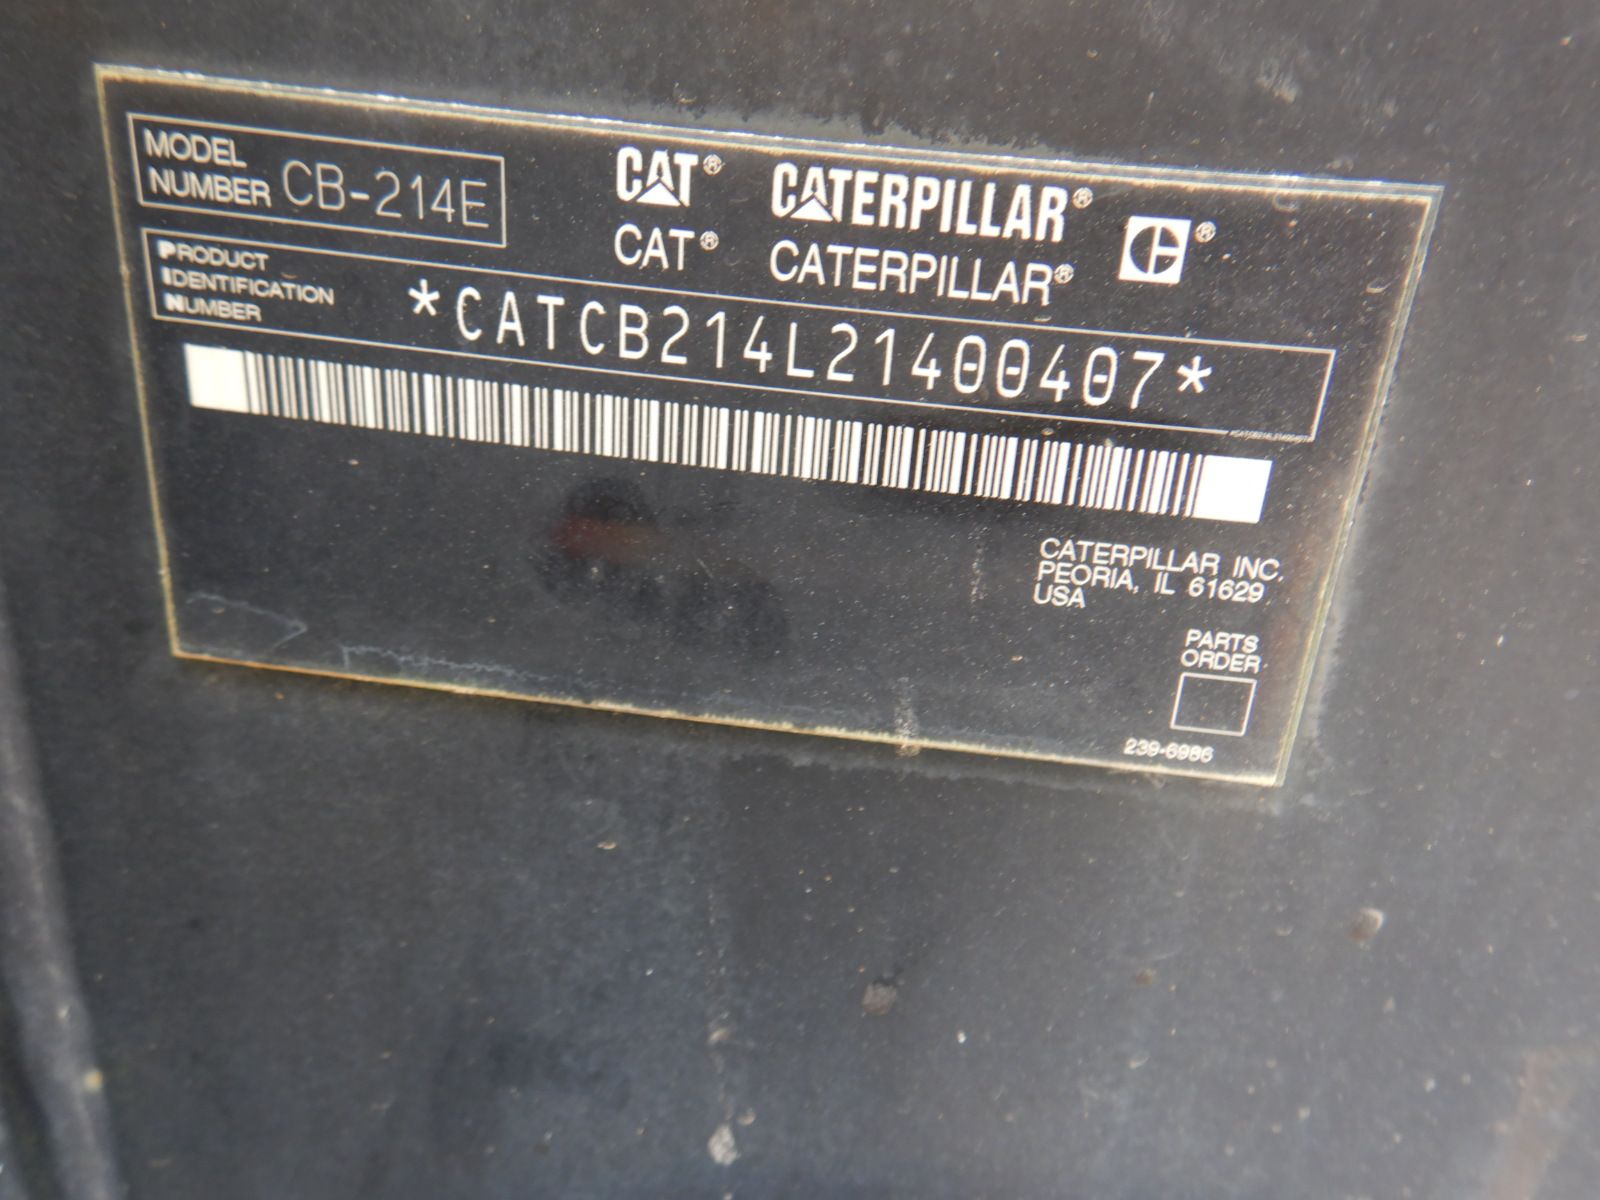 MODEL
NUMBER CB-214E
CAT® CATERPILLAR®
CAT® CATERPILLAR®
PRODUCT
IDENTIFICATION
NUMBER
*CATCB214L21400407*
CATERPILLAR INC.
PEORIA, IL 61629
USA
PARTS
ORDER
239-6986